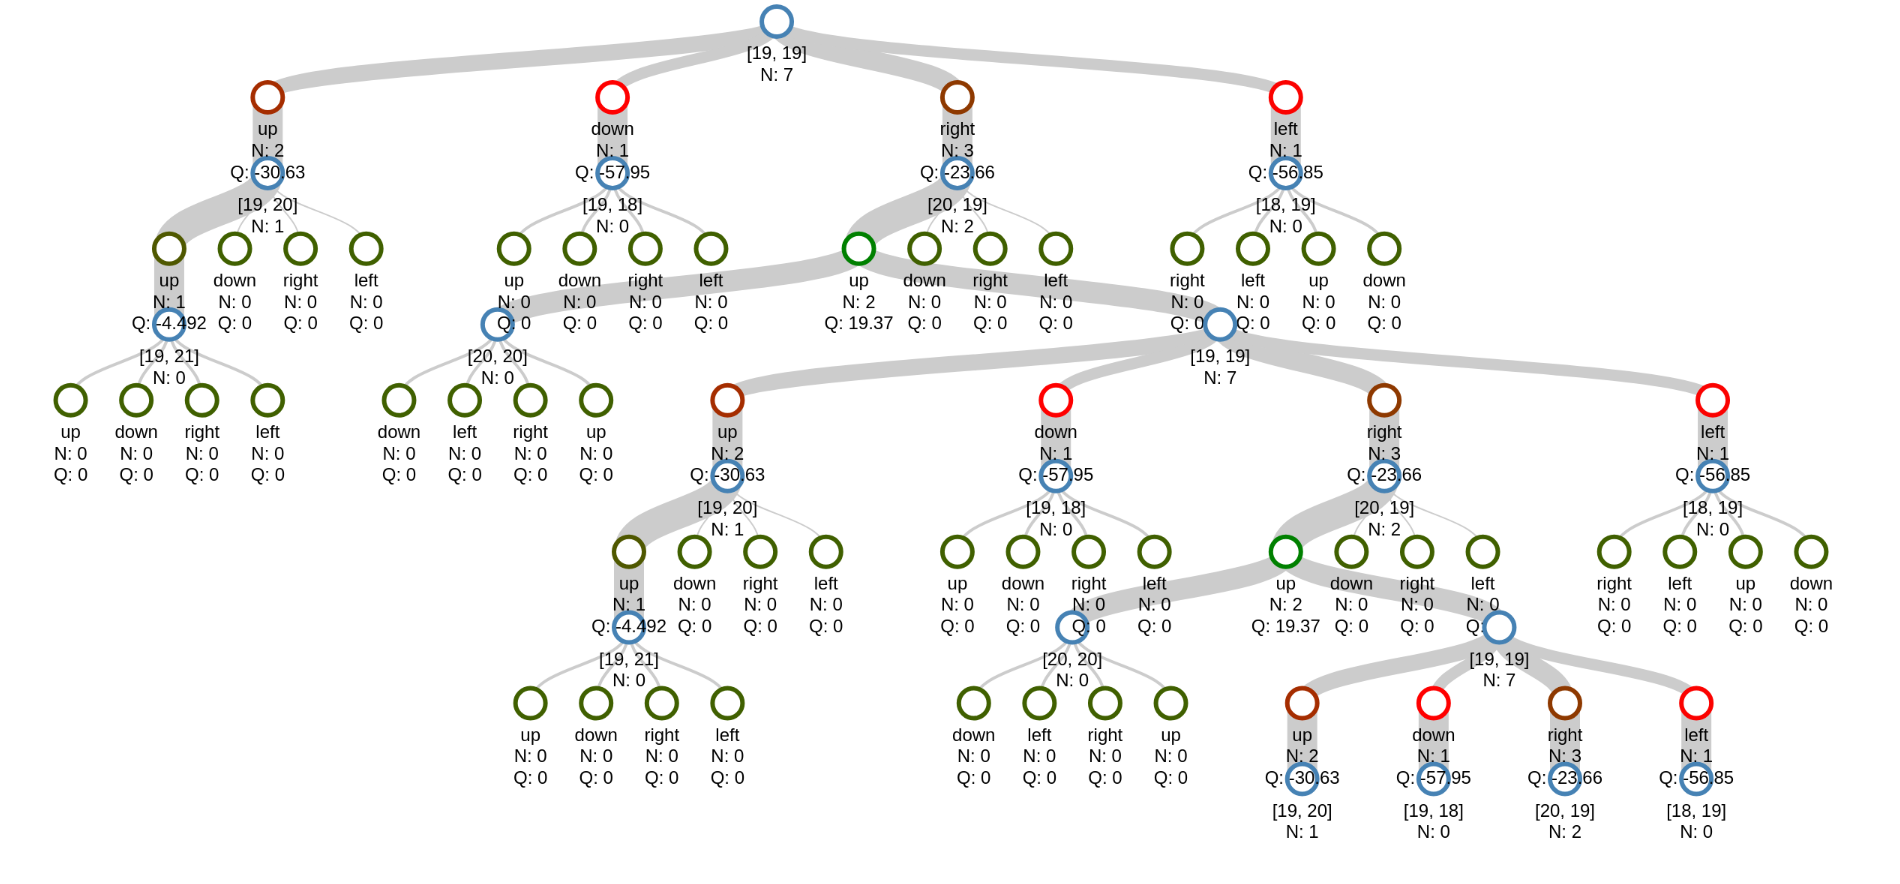 [19, 19]
N: 7
up
N: 2
Q: -30.63
down
N: 1
Q: -57.95
right
N: 3
Q: -23.66
left
N: 1
Q: -56.85
[19, 20]
N: 1
[19, 18]
N: 0
[20, 19]
N: 2
[18, 19]
N: 0
up
N: 1
Q: -4.492
down
N: 0
Q: 0
right
N: 0
Q: 0
left
N: 0
Q: 0
up
N: 0
Q: 0
down
N: 0
Q: 0
right
N: 0
Q: 0
left
N: 0
Q: 0
up
N: 2
Q: 19.37
down
N: 0
Q: 0
right
N: 0
Q: 0
left
N: 0
Q: 0
right
N: 0
Q: 0
left
N: 0
Q: 0
up
N: 0
Q: 0
down
N: 0
Q: 0
[19, 21]
N: 0
[20, 20]
N: 0
[19, 19]
N: 7
up
N: 0
Q: 0
down
N: 0
Q: 0
right
N: 0
Q: 0
left
N: 0
Q: 0
down
N: 0
Q: 0
left
N: 0
Q: 0
right
N: 0
Q: 0
up
N: 0
Q: 0
up
N: 2
Q: -30.63
down
N: 1
Q: -57.95
right
N: 3
Q: -23.66
left
N: 1
Q: -56.85
[19, 20]
N: 1
[19, 18]
N: 0
[20, 19]
N: 2
[18, 19]
N: 0
up
N: 1
Q: -4.492
down
N: 0
Q: 0
right
N: 0
Q: 0
left
N: 0
Q: 0
up
N: 0
Q: 0
down
N: 0
Q: 0
right
N: 0
Q: 0
left
N: 0
Q: 0
up
N: 2
Q: 19.37
down
N: 0
Q: 0
right
N: 0
Q: 0
left
N: 0
Q:
right
N: 0
Q: 0
left
N: 0
Q: 0
up
N: 0
Q: 0
down
N: 0
Q: 0
[19, 21]
N: 0
[20, 20]
N: 0
[19, 19]
N: 7
up
N: 0
Q: 0
down
N: 0
Q: 0
right
N: 0
Q: 0
left
N: 0
Q: 0
down
N: 0
Q: 0
left
N: 0
Q: 0
right
N: 0
Q: 0
up
N: 0
Q: 0
up
N: 2
Q: -30.63
down
N: 1
Q: -57.95
right
N: 3
Q: -23.66
left
N: 1
Q: -56.85
[19, 20]
N: 1
[19, 18]
N: 0
[20, 19]
N: 2
[18, 19]
N: 0